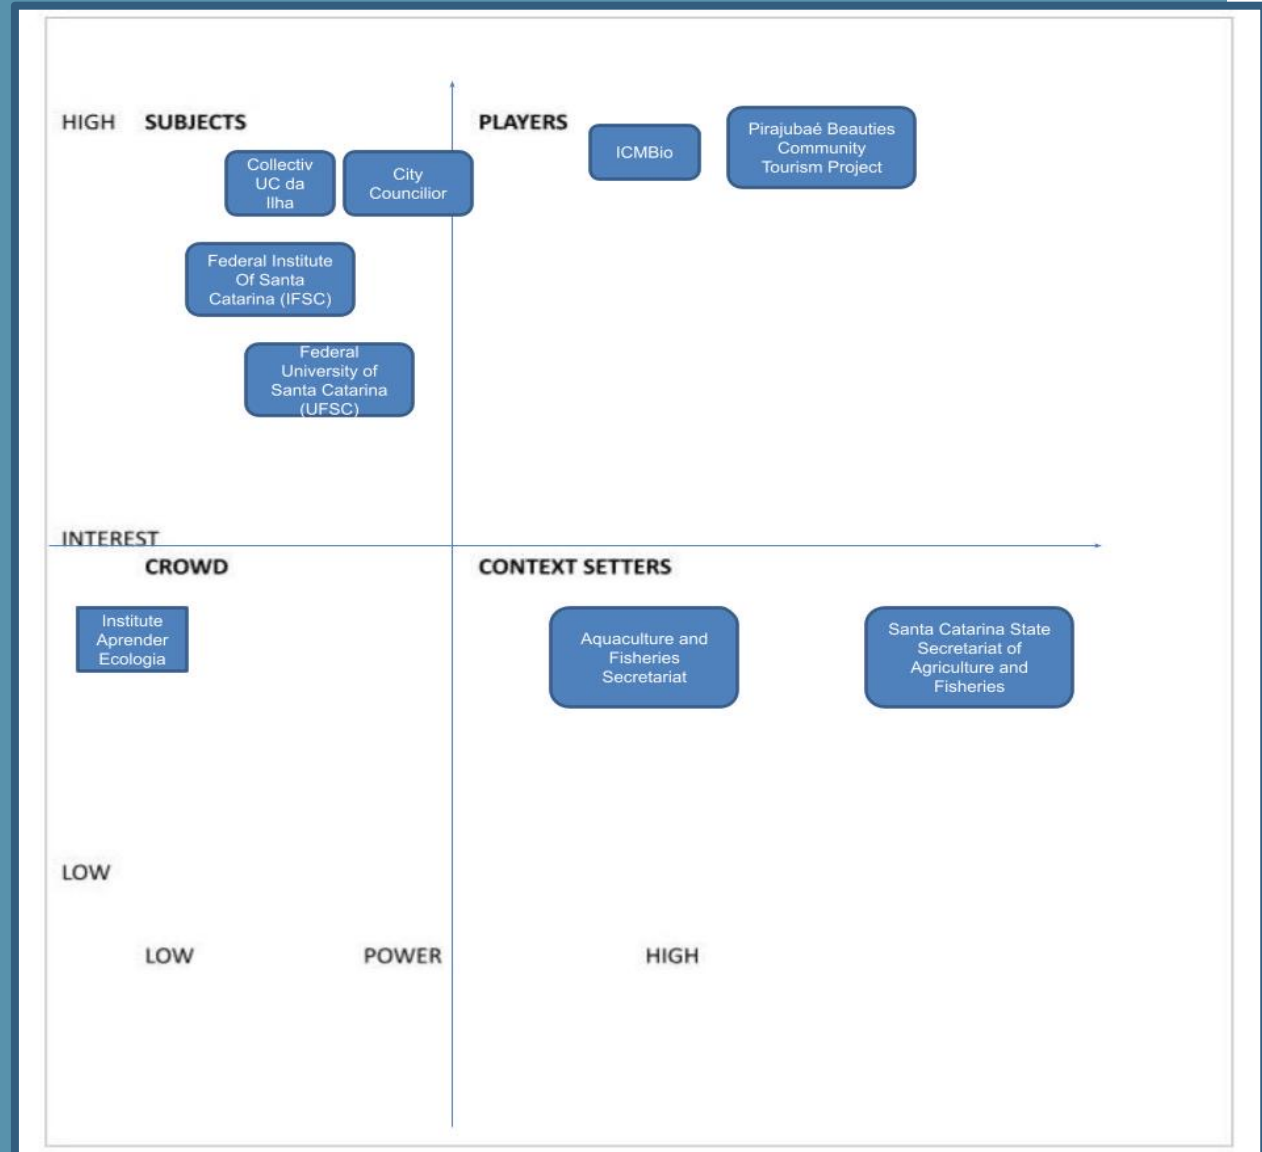 HIGH SUBJECTS
PLAYERS
Collectiv
UC da
Ilha
City
Councilior
ICMBio
Pirajubaé Beauties
Community
Tourism Project
Federal Institute
Of Santa
Catarina (IFSC)
Federal
University of
Santa Catarina
(UFSC)
INTEREST
CROWD
CONTEXT SETTERS
Institute
Aprender
Ecologia
Aquaculture and
Fisheries
Secretariat
Santa Catarina State
Secretariat of
Agriculture and
Fisheries
LOW
LOW POWER HIGH